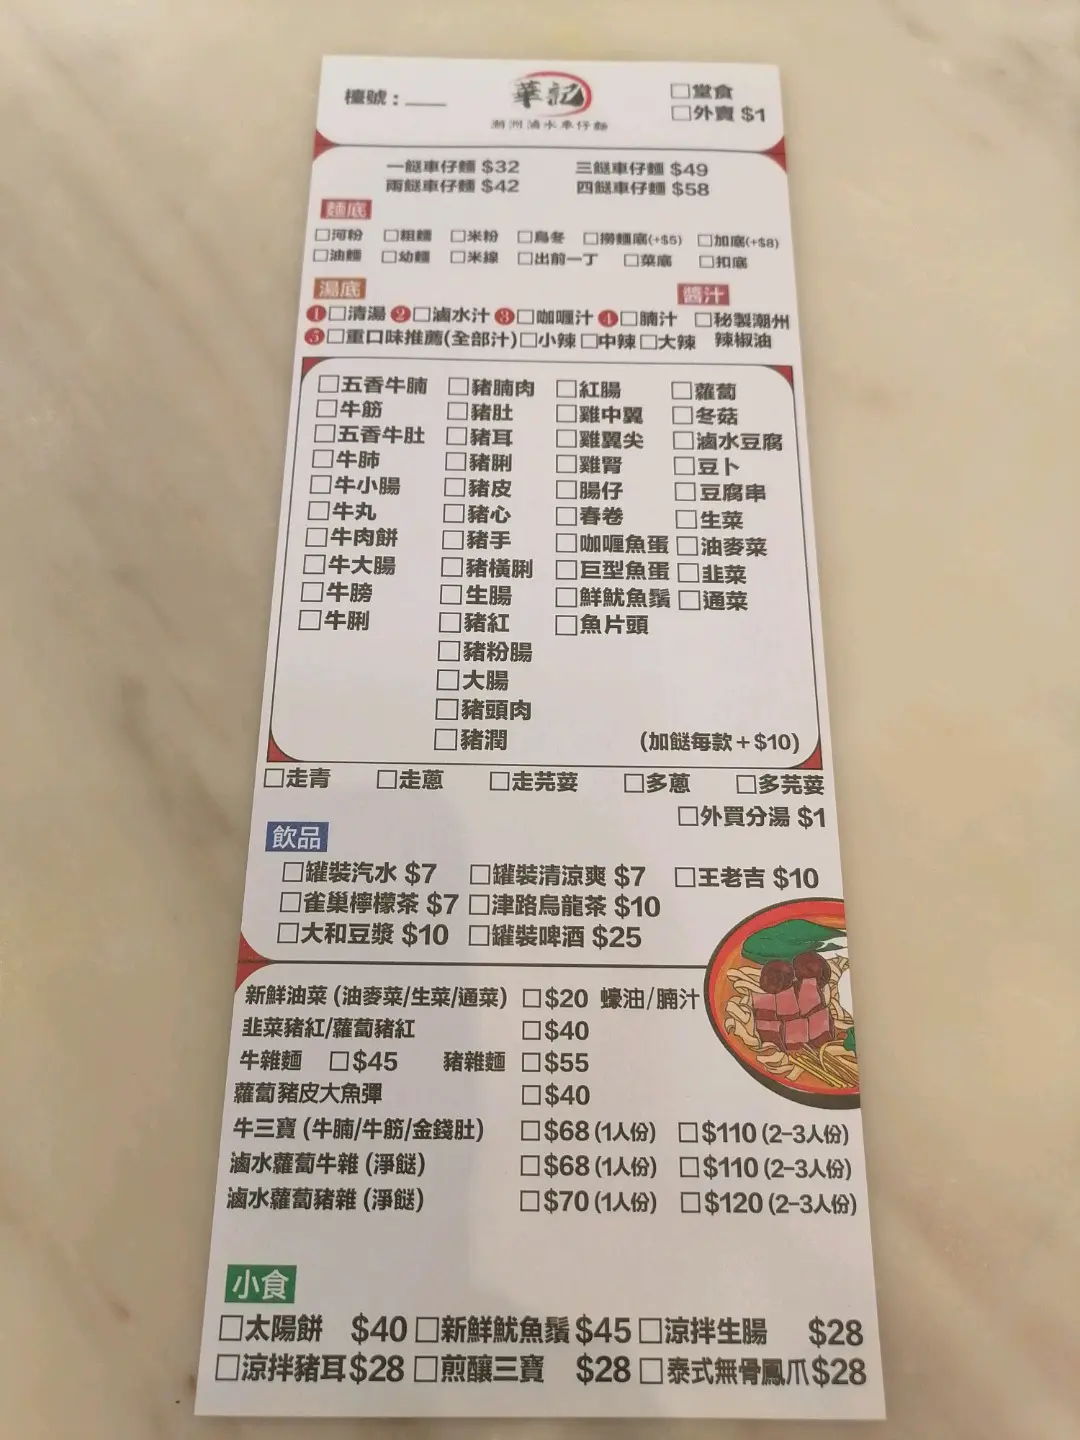 檯號：____
華記
潮洲滷水車仔麵
□堂食
□外賣 $1
一餸車仔麵 $32 三餸車仔麵 $49
兩餸車仔麵 $42 四餸車仔麵 $58
麵底
□河粉 □粗麵 □米粉 □烏冬 □撈麵底(+$5) □加底(+$8)
□油麵 □幼麵 □米線 □出前一丁 □菜底 □扣底
湯底 醬汁
1□清湯 2□滷水汁 3□咖喱汁 4□腩汁 □秘製潮州
5□重口味推薦(全部汁) □小辣 □中辣 □大辣 辣椒油
□五香牛腩 □豬腩肉 □紅腸 □蘿蔔
□牛筋 □豬肚 □雞中翼 □冬菇
□五香牛肚 □豬耳 □雞翼尖 □滷水豆腐
□牛肺 □豬脷 □雞腎 □豆卜
□牛小腸 □豬皮 □腸仔 □豆腐串
□牛丸 □豬心 □春卷 □生菜
□牛肉餅 □豬手 □咖喱魚蛋 □油麥菜
□牛大腸 □豬橫脷 □巨型魚蛋 □韭菜
□牛膀 □生腸 □鮮魷魚鬚 □通菜
□牛脷 □豬紅 □魚片頭
□豬粉腸
□大腸
□豬頭肉
□豬潤 (加餸每款+$10)
□走青 □走蔥 □走芫荽 □多蔥 □多芫荽
□外買分湯 $1
飲品
□罐裝汽水 $7 □罐裝清涼爽 $7 □王老吉 $10
□雀巢檸檬茶 $7 □津路烏龍茶 $10
□大和豆漿 $10 □罐裝啤酒 $25
新鮮油菜 (油麥菜/生菜/通菜) □$20 蠔油/腩汁
韭菜豬紅/蘿蔔豬紅 □$40
牛雜麵 □$45 豬雜麵 □$55
蘿蔔豬皮大魚彈 □$40
牛三寶 (牛腩/牛筋/金錢肚) □$68 (1人份) □$110 (2-3人份)
滷水蘿蔔牛雜 (淨餸) □$68 (1人份) □$110 (2-3人份)
滷水蘿蔔豬雜 (淨餸) □$70 (1人份) □$120 (2-3人份)
小食
□太陽餅 $40 □新鮮魷魚鬚 $45 □涼拌生腸 $28
□涼拌豬耳 $28 □煎釀三寶 $28 □泰式無骨鳳爪 $28